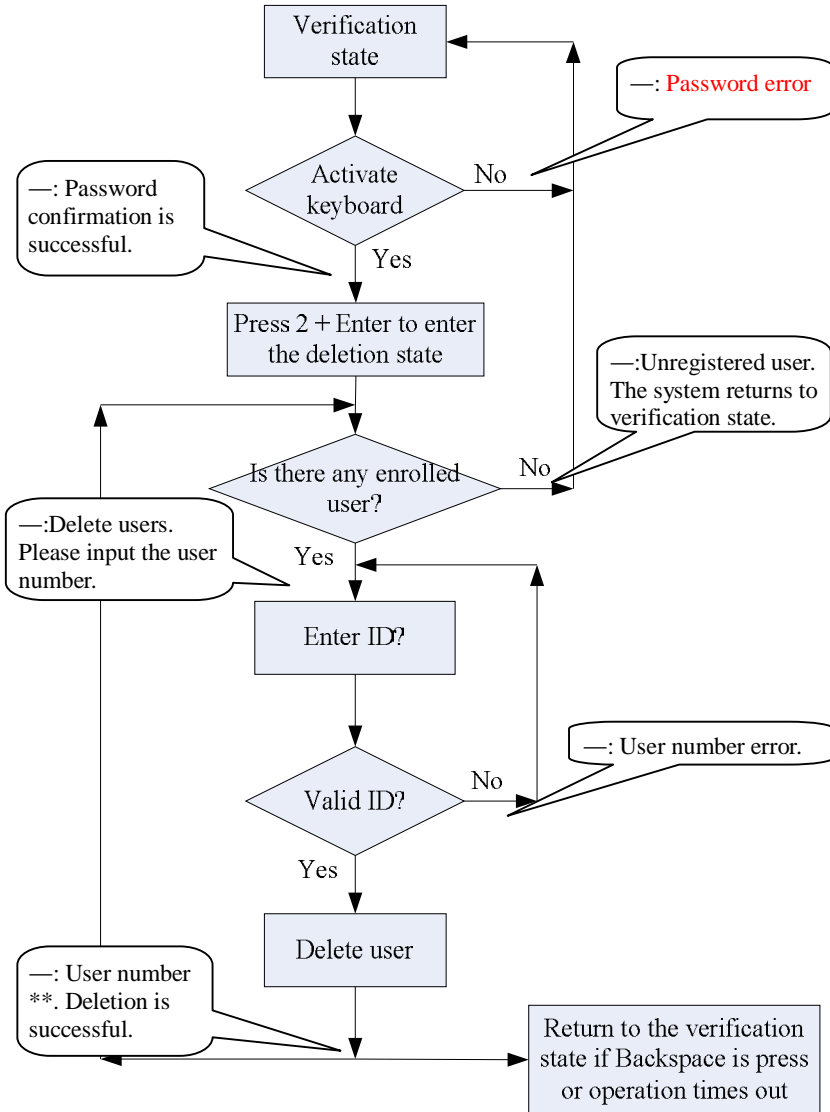 Verification
state
—: Password error
Activate
keyboard
No
—: Password
confirmation is
successful.
Yes
Press 2 + Enter to enter
the deletion state
—:Unregistered user.
The system returns to
verification state.
Is there any enrolled
user?
No
—:Delete users.
Please input the user
number.
Yes
Enter ID?
—: User number error.
Valid ID?
No
Yes
Delete user
—: User number
**. Deletion is
successful.
Return to the verification
state if Backspace is press
or operation times out